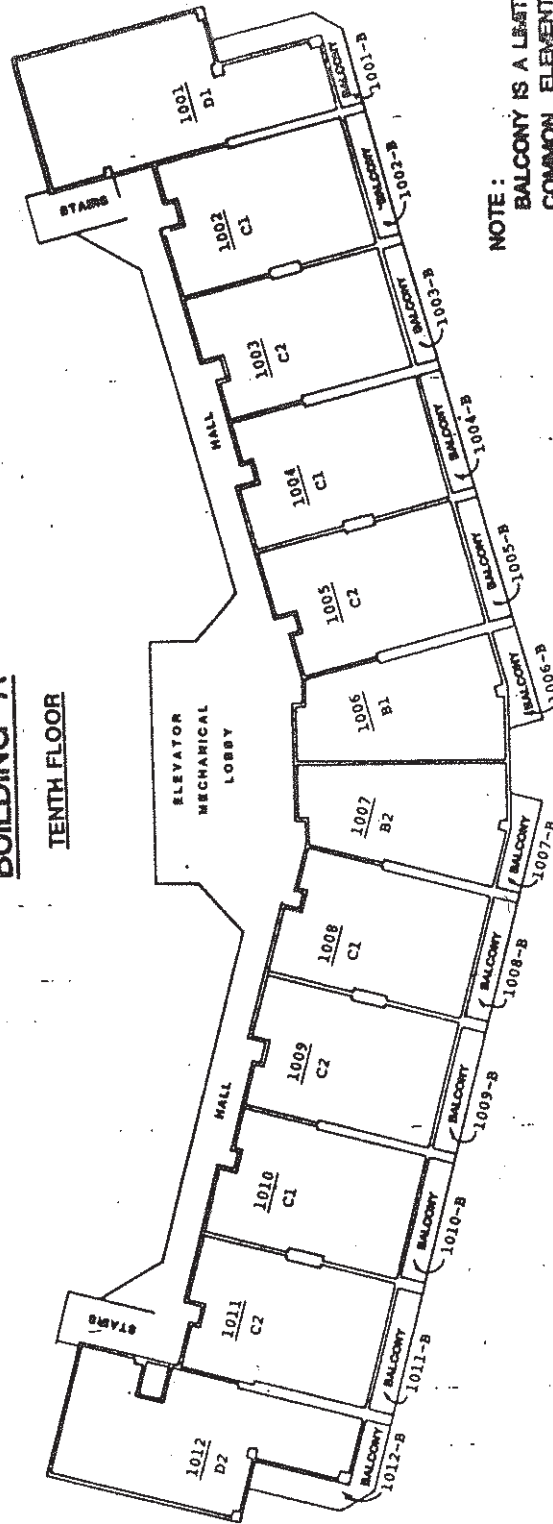 BUILDING "A"
TENTH FLOOR
ELEVATOR
MECHANICAL
LOBBY
STAIRS
HALL
HALL
STAIRS
1012
D2
1011
C2
1010
C1
1009
C2
1008
C1
1007
B2
1006
B1
1005
C2
1004
C1
1003
C2
1002
C1
1001
D1
BALCONY
1012-B
BALCONY
1011-B
BALCONY
1010-B
BALCONY
1009-B
BALCONY
1008-B
BALCONY
1007-B
BALCONY
1006-B
BALCONY
1005-B
BALCONY
1004-B
BALCONY
1003-B
BALCONY
1002-B
BALCONY
1001-B
NOTE :
BALCONY IS A LIMIT
COMMON ELEMENT